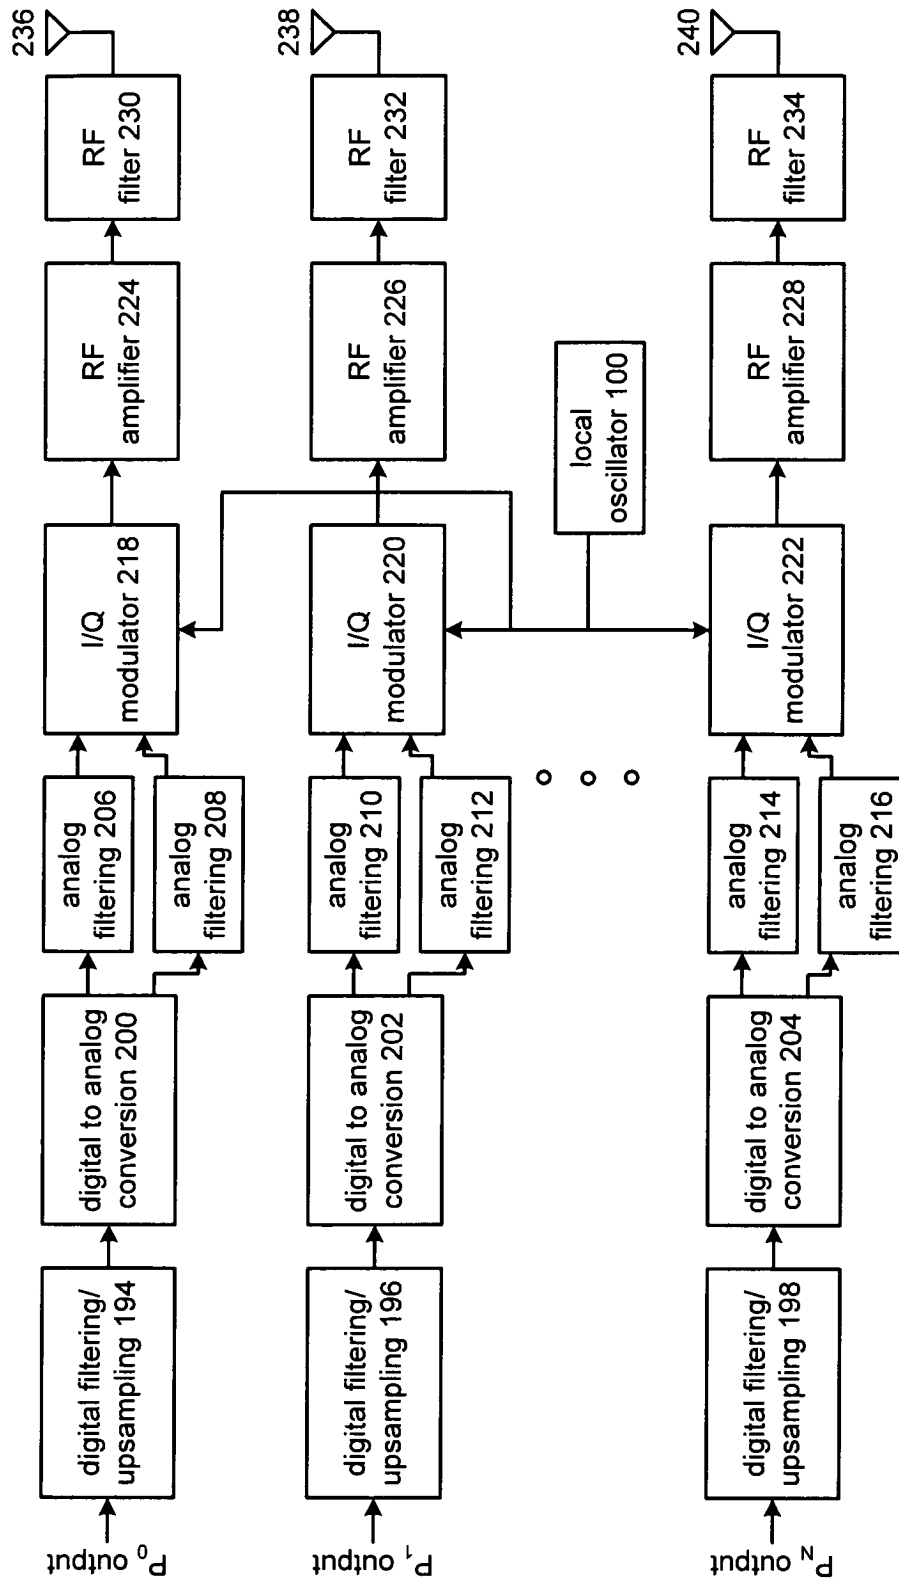 P0 output
digital filtering/
upsampling 194
digital to analog
conversion 200
analog
filtering 206
analog
filtering 208
I/Q
modulator 218
RF
amplifier 224
RF
filter 230
236
P1 output
digital filtering/
upsampling 196
digital to analog
conversion 202
analog
filtering 210
analog
filtering 212
I/Q
modulator 220
RF
amplifier 226
RF
filter 232
238
local
oscillator 100
PN output
digital filtering/
upsampling 198
digital to analog
conversion 204
analog
filtering 214
analog
filtering 216
I/Q
modulator 222
RF
amplifier 228
RF
filter 234
240